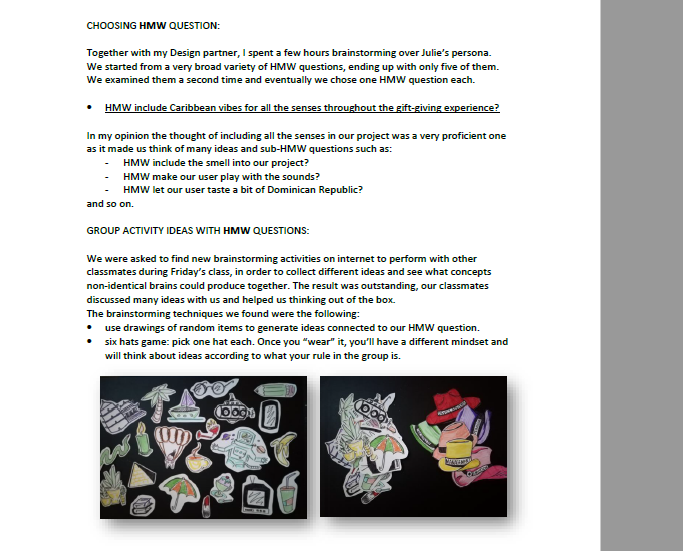 CHOOSING HMW QUESTION:
Together with my Design partner, I spent a few hours brainstorming over Julie's persona.
We started from a very broad variety of HMW questions, ending up with only five of them.
We examined them a second time and eventually we chose one HMW question each.
• HMW include Caribbean vibes for all the senses throughout the gift-giving experience?
In my opinion the thought of including all the senses in our project was a very proficient one
as it made us think of many ideas and sub-HMW questions such as:
- HMW include the smell into our project?
- HMW make our user play with the sounds?
- HMW let our user taste a bit of Dominican Republic?
and so on.
GROUP ACTIVITY IDEAS WITH HMW QUESTIONS:
We were asked to find new brainstorming activities on internet to perform with other
classmates during Friday's class, in order to collect different ideas and see what concepts
non-identical brains could produce together. The result was outstanding, our classmates
discussed many ideas with us and helped us thinking out of the box.
The brainstorming techniques we found were the following:
• use drawings of random items to generate ideas connected to our HMW question.
• six hats game: pick one hat each. Once you "wear" it, you'll have a different mindset and
will think about ideas according to what your rule in the group is.